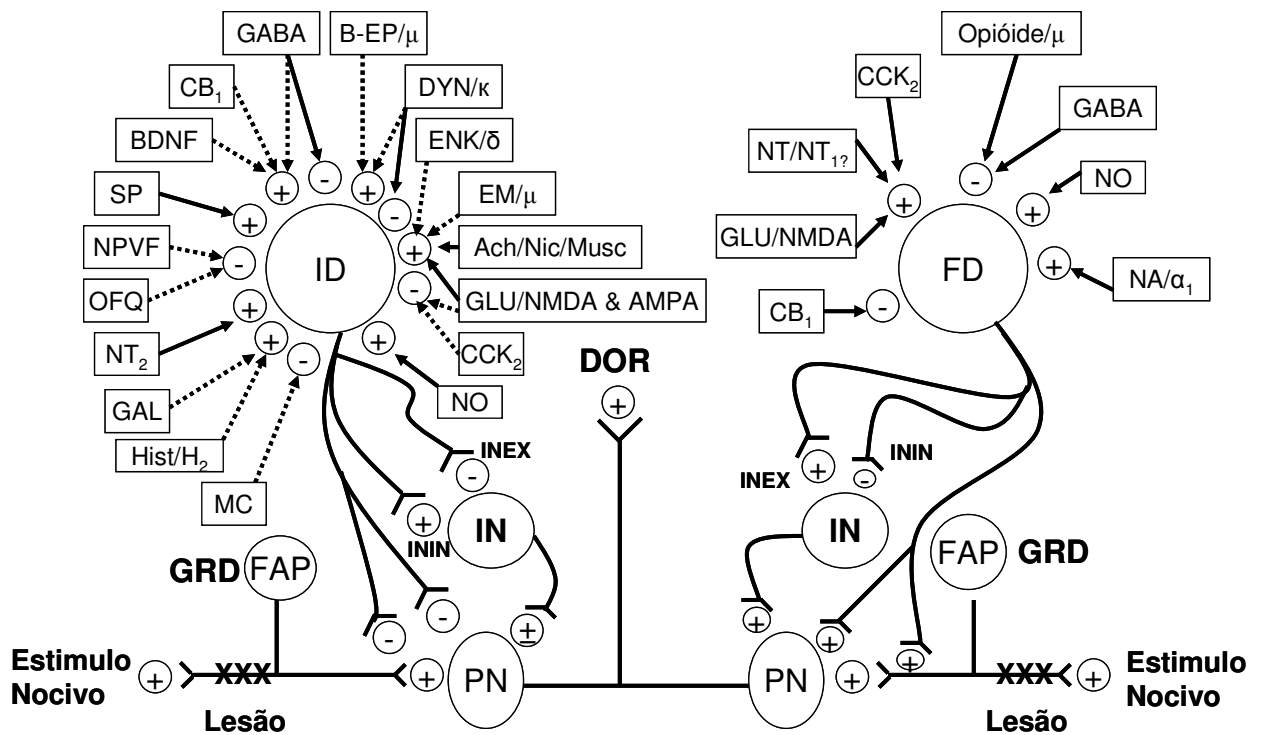 GABA
B-EP/μ
CB1
DYN/κ
BDNF
ENK/δ
SP
EM/μ
NPVF
Ach/Nic/Musc
OFQ
GLU/NMDA & AMPA
NT2
CCK2
GAL
NO
Hist/H2
MC
+
-
+
-
+
+
-
-
+
+
-
+
+
ID
INEX
-
+
ININ
IN
-
-
±
GRD
FAP
Estimulo
Nocivo
+
XXX
Lesão
+
PN
DOR
+
Opióide/μ
CCK2
GABA
NT/NT1?
NO
GLU/NMDA
NA/α1
CB1
-
+
+
+
-
FD
INEX
+
ININ
-
IN
+
+
+
FAP
GRD
PN
+
XXX
Lesão
+
Estimulo
Nocivo